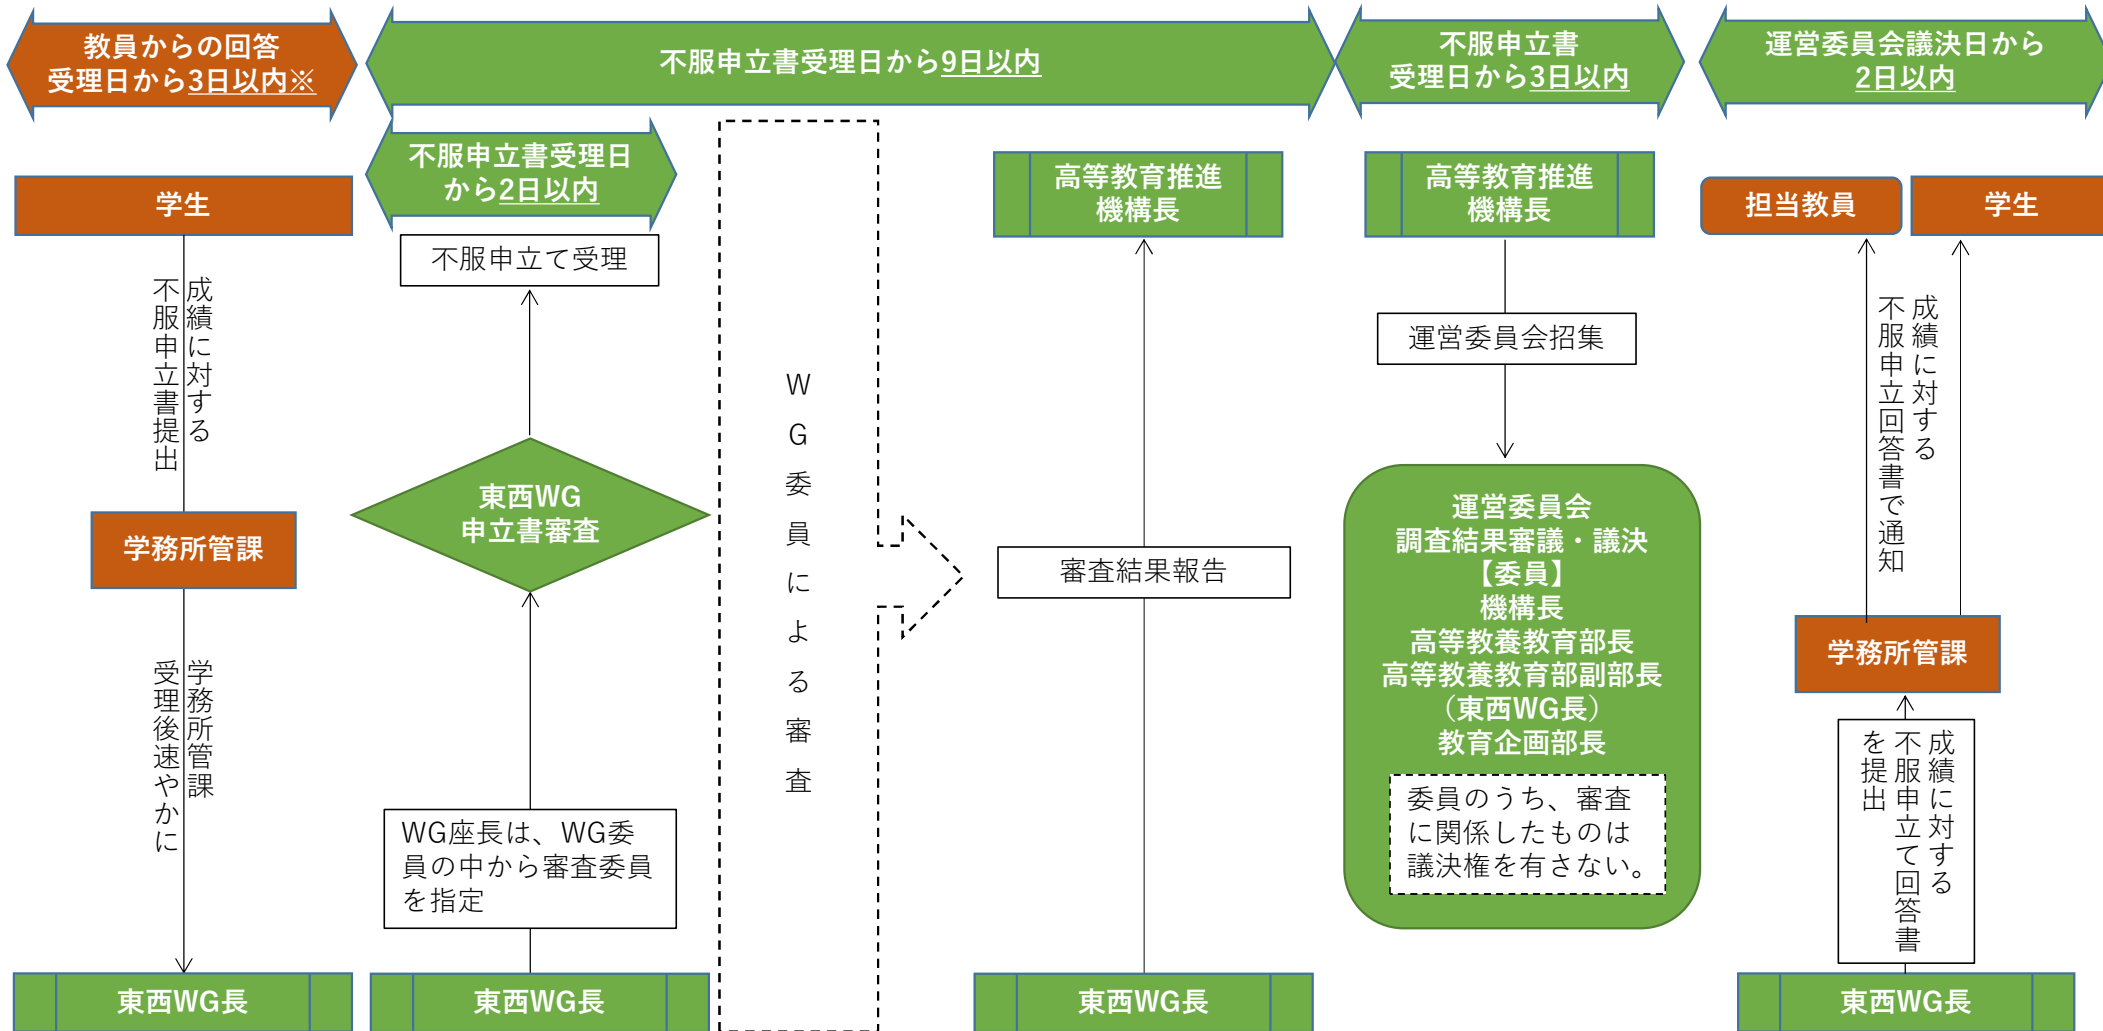 教員からの回答
受理日から3日以内※
不服申立書受理日から9日以内
不服申立書
受理日から3日以内
運営委員会議決日から
2日以内
学生
成績に対する
不服申立書提出
学務所管課
学務所管課
受理後速やかに
東西WG長
不服申立書受理日
から2日以内
不服申立て受理
東西WG
申立書審査
WG座長は、WG委
員の中から審査委員
を指定
東西WG長
WG委員による審査
高等教育推進
機構長
審査結果報告
東西WG長
高等教育推進
機構長
運営委員会招集
運営委員会
調査結果審議・議決
【委員】
機構長
高等教養教育部長
高等教養教育部副部長
（東西WG長）
教育企画部長
委員のうち、審査
に関係したものは
議決権を有さない。
担当教員
学生
成績に対する
不服申立回答書で通知
学務所管課
成績に対する
不服申立て回答書
を提出
東西WG長